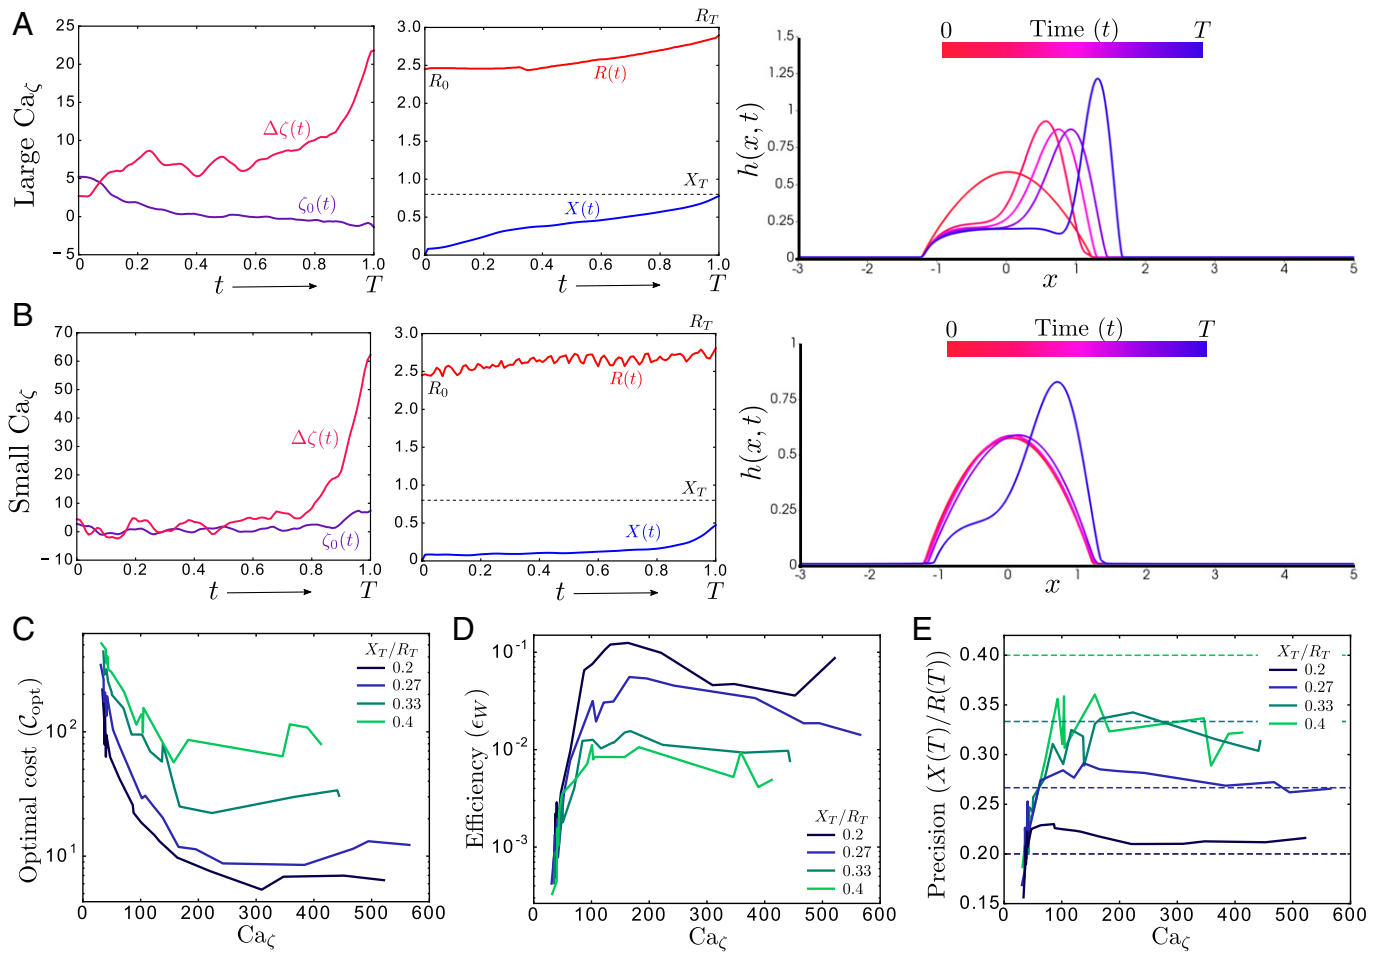 A
Large Ca_ζ
25
20
15
10
5
0
−5
Δζ(t)
ζ_0(t)
0 0.2 0.4 0.6 0.8 1.0
t T
3.0
2.5
2.0
1.5
1.0
0.5
0
R_T
R_0
R(t)
X_T
X(t)
0 0.2 0.4 0.6 0.8 1.0
t T
0 Time (t) T
h(x, t)
1.5
1.25
1
0.75
0.5
0.25
0
-3 -2 -1 0 1 2 3 4 5
x
B
Small Ca_ζ
70
60
50
40
30
20
10
0
−10
Δζ(t)
ζ_0(t)
0 0.2 0.4 0.6 0.8 1.0
t T
3.0
2.5
2.0
1.5
1.0
0.5
0
R_T
R_0
R(t)
X_T
X(t)
0 0.2 0.4 0.6 0.8 1.0
t T
0 Time (t) T
h(x, t)
1
0.75
0.5
0.25
0
-3 -2 -1 0 1 2 3 4 5
x
C
Optimal cost (C_opt)
10^2
10^1
X_T/R_T
0.2
0.27
0.33
0.4
0 100 200 300 400 500 600
Ca_ζ
D
Efficiency (ϵ_W)
10^-1
10^-2
10^-3
X_T/R_T
0.2
0.27
0.33
0.4
0 100 200 300 400 500 600
Ca_ζ
E
Precision (X(T)/R(T))
0.40
0.35
0.30
0.25
0.20
0.15
X_T/R_T
0.2
0.27
0.33
0.4
0 100 200 300 400 500 600
Ca_ζ